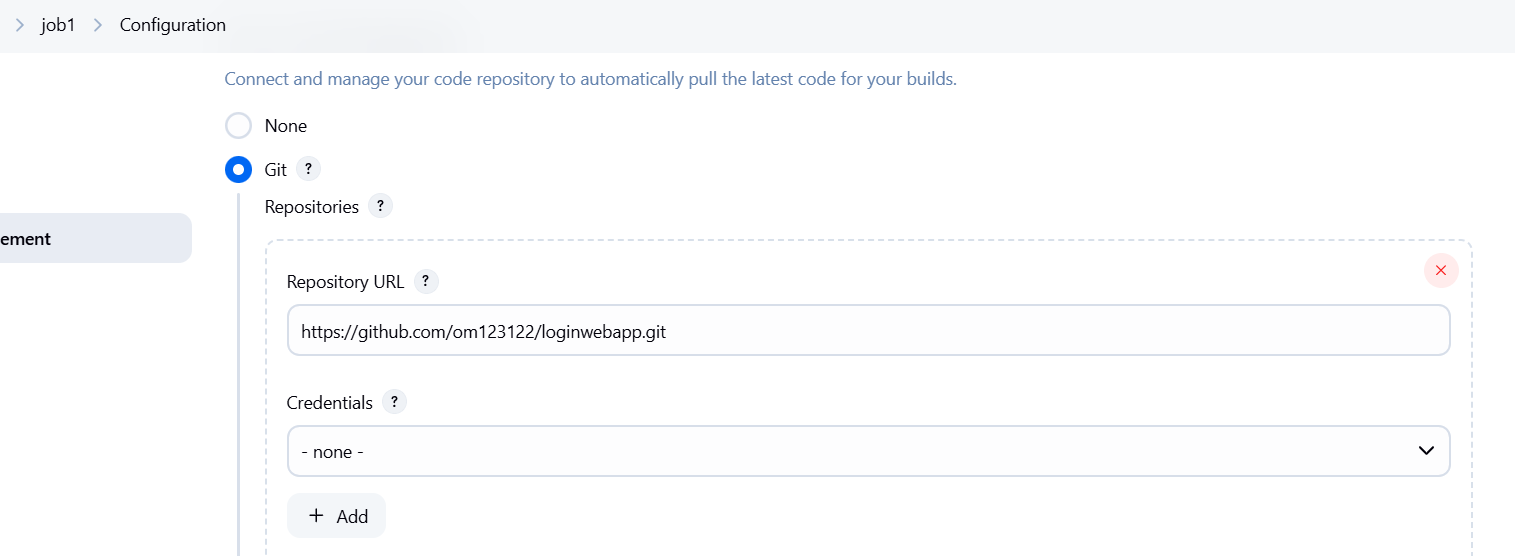 job1 > Configuration
Connect and manage your code repository to automatically pull the latest code for your builds.
None
Git ?
Repositories ?
ement
Repository URL ?
https://github.com/om123122/loginwebapp.git
Credentials ?
- none -
+ Add